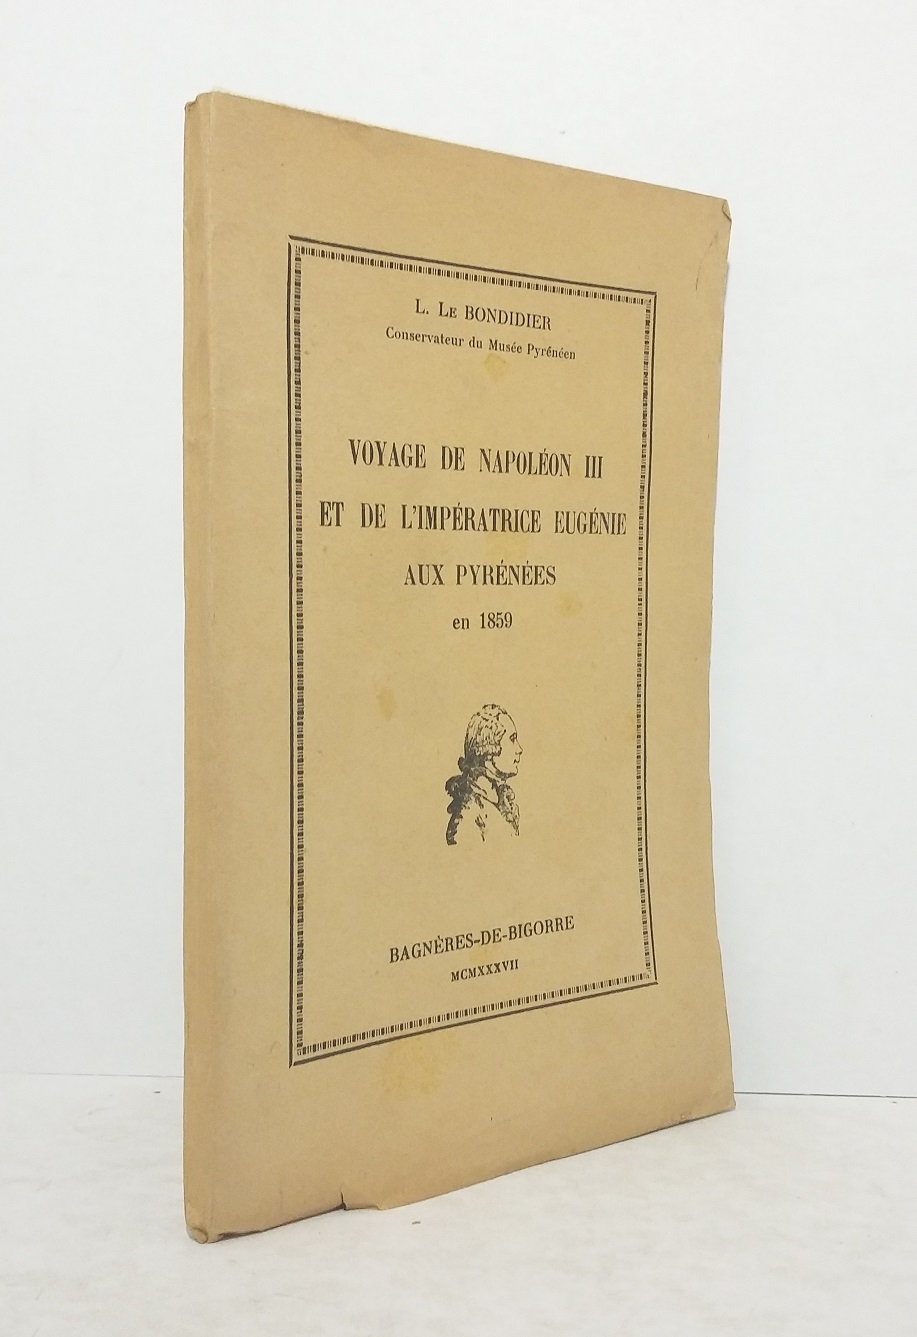 L. Le BONDIDIER
Conservateur du Musée Pyrénéen
VOYAGE DE NAPOLÉON III
ET DE L'IMPÉRATRICE EUGÉNIE
AUX PYRÉNÉES
en 1859
BAGNÈRES-DE-BIGORRE
MCMXXXVII